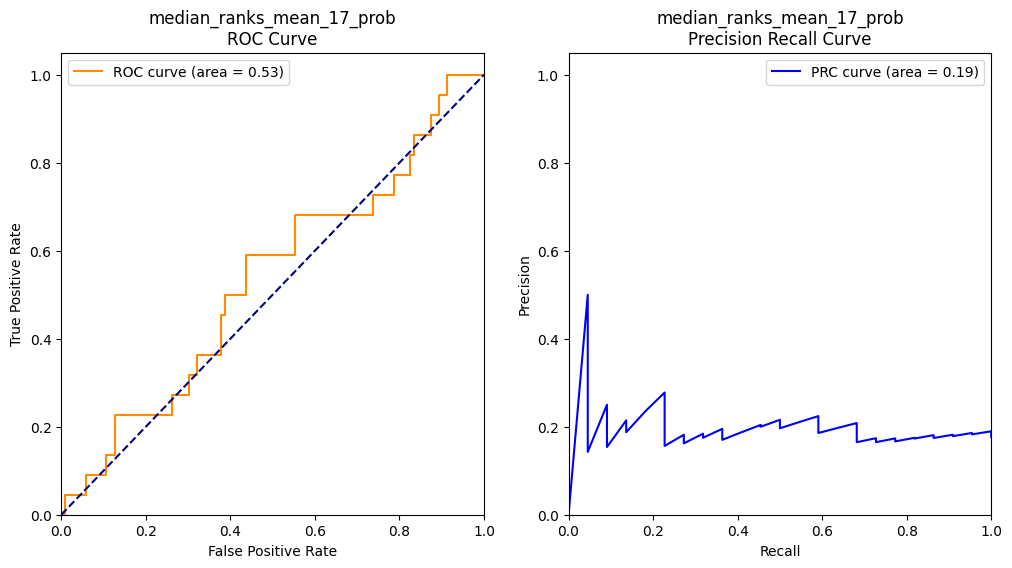 median_ranks_mean_17_prob
ROC Curve
ROC curve (area = 0.53)
True Positive Rate
1.0
0.8
0.6
0.4
0.2
0.0
0.0 0.2 0.4 0.6 0.8 1.0
False Positive Rate
median_ranks_mean_17_prob
Precision Recall Curve
PRC curve (area = 0.19)
Precision
1.0
0.8
0.6
0.4
0.2
0.0
0.0 0.2 0.4 0.6 0.8 1.0
Recall